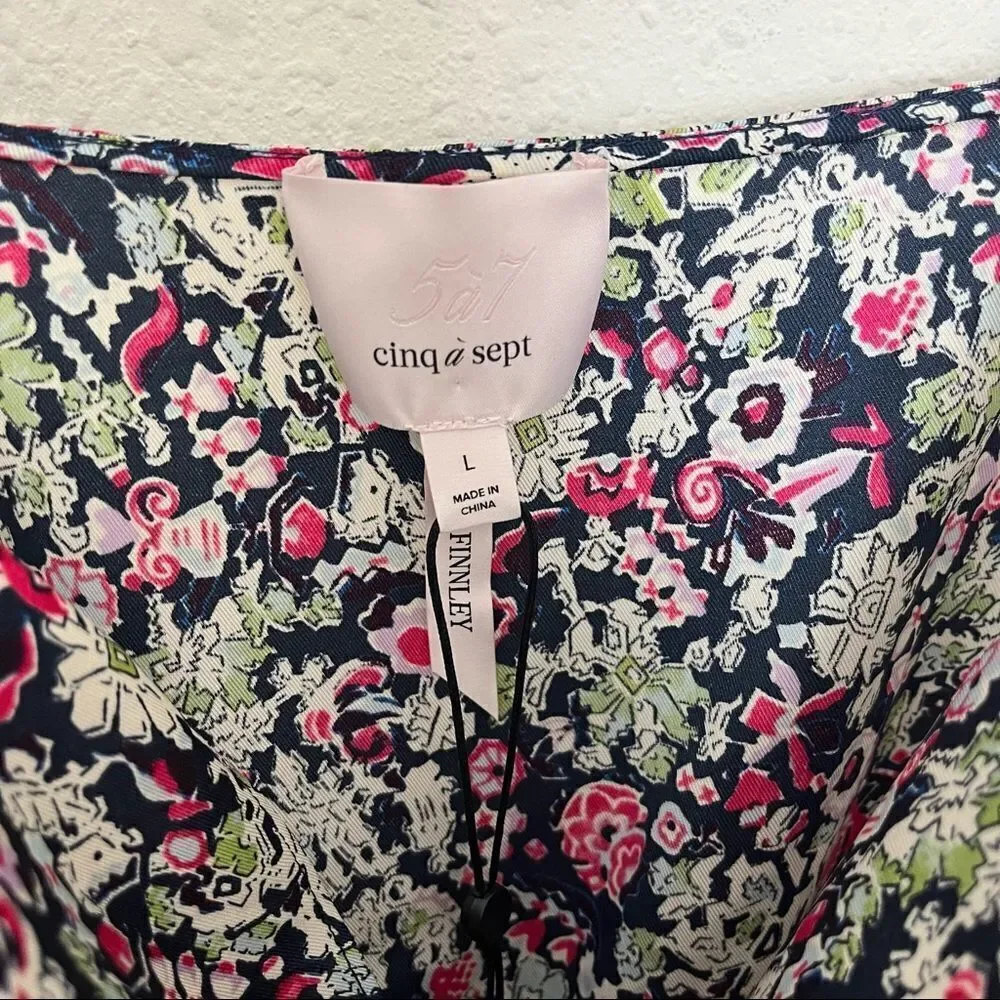 5à7
cinq à sept
L
MADE IN
CHINA
FINNLEY